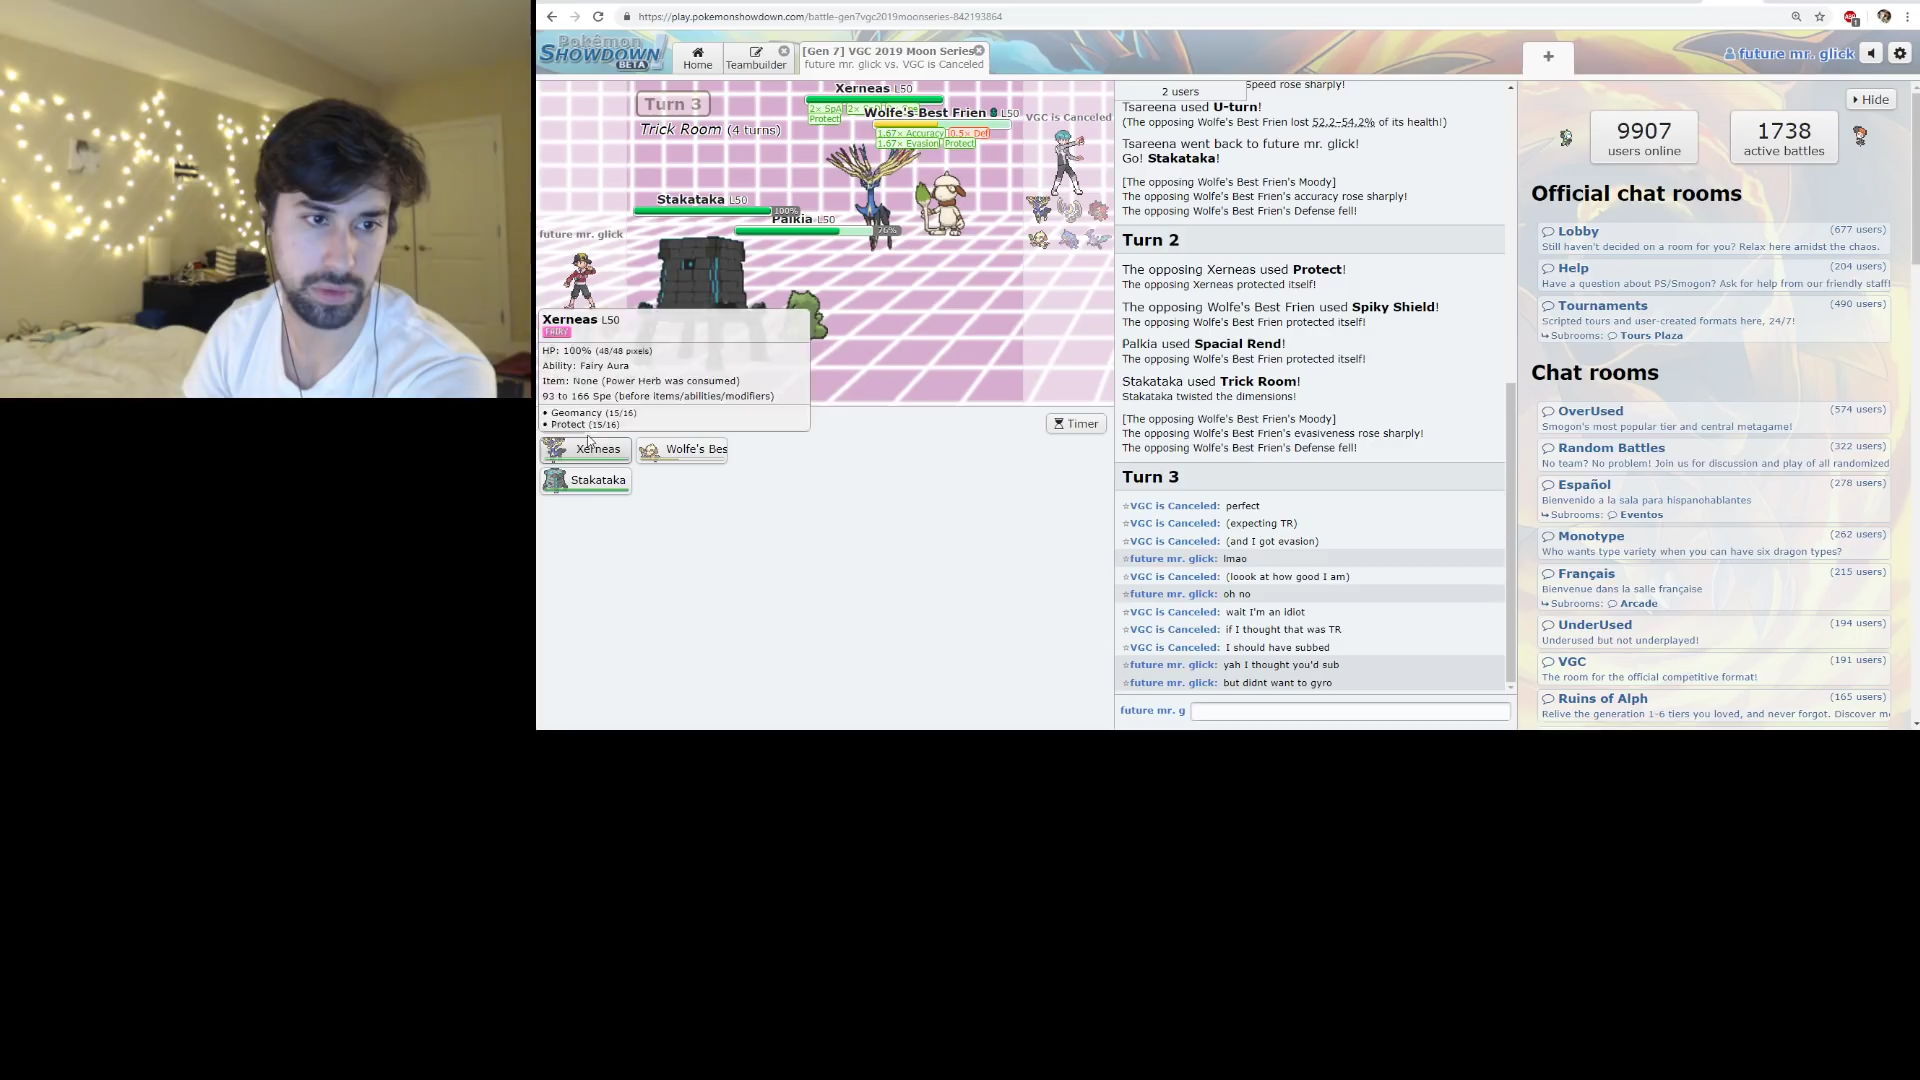 https://play.pokemonshowdown.com/battle-gen7vgc2019moonseries-842193864
Pokémon
SHOWDOWN
BETA
Home
Teambuilder
[Gen 7] VGC 2019 Moon Series
future mr. glick vs. VGC is Canceled
+
future mr. glick
Turn 3
Trick Room (4 turns)
Xerneas L50
2× SpA
Protect
Wolfe's Best Frien L50
1.67× Accuracy 0.5× Def
1.67× Evasion Protect
VGC is Canceled
Stakataka L50
100%
Palkia L50
76%
future mr. glick
Xerneas L50
FAIRY
HP: 100% (48/48 pixels)
Ability: Fairy Aura
Item: None (Power Herb was consumed)
93 to 166 Spe (before items/abilities/modifiers)
• Geomancy (15/16)
• Protect (15/16)
Timer
Xerneas
Wolfe's Bes
Stakataka
2 users
Speed rose sharply!
Tsareena used U-turn!
(The opposing Wolfe's Best Frien lost 52.2–54.2% of its health!)
Tsareena went back to future mr. glick!
Go! Stakataka!
[The opposing Wolfe's Best Frien's Moody]
The opposing Wolfe's Best Frien's accuracy rose sharply!
The opposing Wolfe's Best Frien's Defense fell!
Turn 2
The opposing Xerneas used Protect!
The opposing Xerneas protected itself!
The opposing Wolfe's Best Frien used Spiky Shield!
The opposing Wolfe's Best Frien protected itself!
Palkia used Spacial Rend!
The opposing Wolfe's Best Frien protected itself!
Stakataka used Trick Room!
Stakataka twisted the dimensions!
[The opposing Wolfe's Best Frien's Moody]
The opposing Wolfe's Best Frien's evasiveness rose sharply!
The opposing Wolfe's Best Frien's Defense fell!
Turn 3
☆VGC is Canceled: perfect
☆VGC is Canceled: (expecting TR)
☆VGC is Canceled: (and I got evasion)
☆future mr. glick: lmao
☆VGC is Canceled: (loook at how good I am)
☆future mr. glick: oh no
☆VGC is Canceled: wait I'm an idiot
☆VGC is Canceled: if I thought that was TR
☆VGC is Canceled: I should have subbed
☆future mr. glick: yah I thought you'd sub
☆future mr. glick: but didnt want to gyro
future mr. g
Hide
9907
users online
1738
active battles
Official chat rooms
Lobby (677 users)
Still haven't decided on a room for you? Relax here amidst the chaos.
Help (204 users)
Have a question about PS/Smogon? Ask for help from our friendly staff!
Tournaments (490 users)
Scripted tours and user-created formats here, 24/7!
Subrooms: Tours Plaza
Chat rooms
OverUsed (574 users)
Smogon's most popular tier and central metagame!
Random Battles (322 users)
No team? No problem! Join us for discussion and play of all randomized
Español (278 users)
Bienvenido a la sala para hispanohablantes
Subrooms: Eventos
Monotype (262 users)
Who wants type variety when you can have six dragon types?
Français (215 users)
Bienvenue dans la salle française
Subrooms: Arcade
UnderUsed (194 users)
Underused but not underplayed!
VGC (191 users)
The room for the official competitive format!
Ruins of Alph (165 users)
Relive the generation 1-6 tiers you loved, and never forgot. Discover m